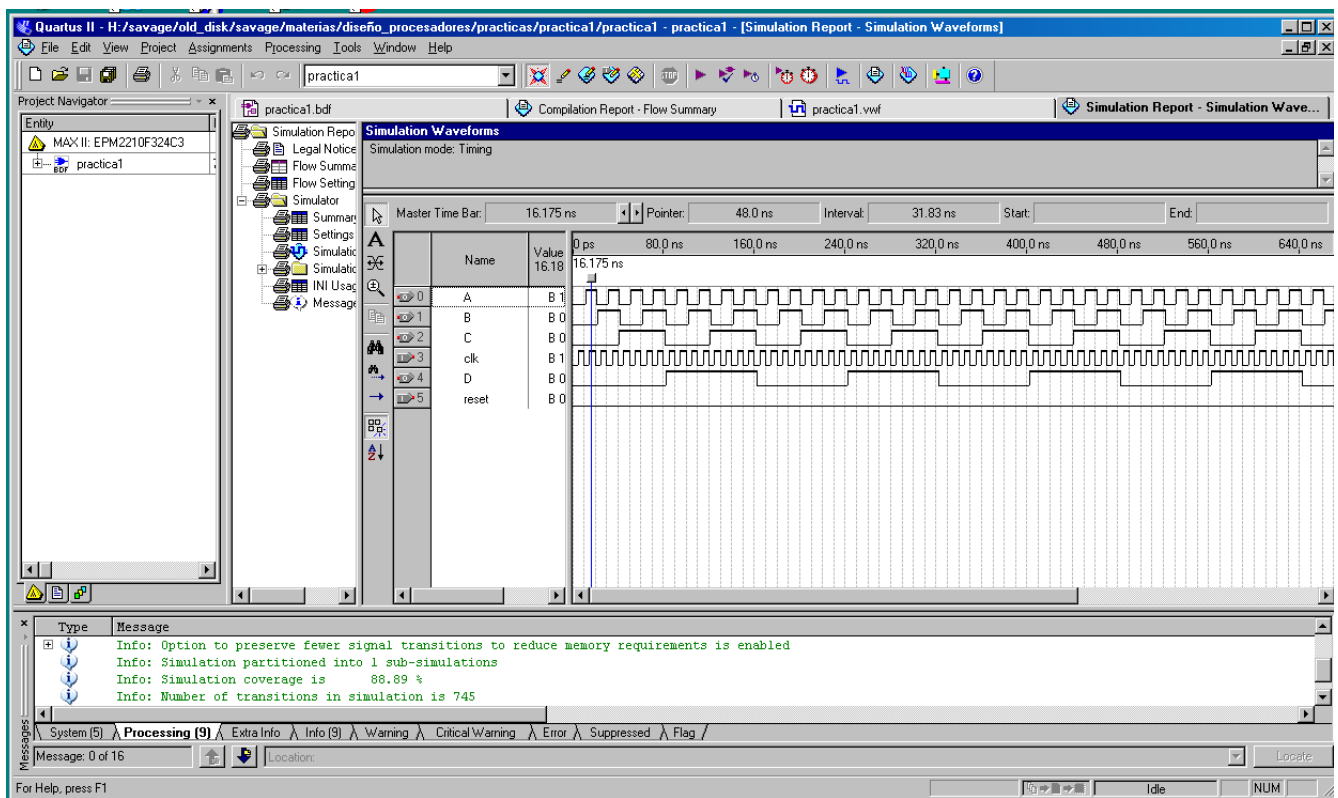 Quartus II - H:/savage/old_disk/savage/materias/diseño_procesadores/practicas/practica1/practica1 - practica1 - [Simulation Report - Simulation Waveforms]
File Edit View Project Assignments Processing Tools Window Help
practica1
Project Navigator
Entity
MAX II: EPM2210F324C3
practica1
practica1.bdf
Compilation Report - Flow Summary
practica1.vwf
Simulation Report - Simulation Wave...
Simulation Repo
Legal Notice
Flow Summa
Flow Setting
Simulator
Summary
Settings
Simulatic
Simulatic
INI Usag
Message
Simulation Waveforms
Simulation mode: Timing
Master Time Bar: 16.175 ns Pointer: 48.0 ns Interval: 31.83 ns Start: End:
Name Value 16.18
0 ps 80.0 ns 160.0 ns 240.0 ns 320.0 ns 400.0 ns 480.0 ns 560.0 ns 640.0 ns
16.175 ns
0 A B 1
1 B B 0
2 C B 0
3 clk B 1
4 D B 0
5 reset B 0
Type Message
Info: Option to preserve fewer signal transitions to reduce memory requirements is enabled
Info: Simulation partitioned into 1 sub-simulations
Info: Simulation coverage is 88.89 %
Info: Number of transitions in simulation is 745
Messages
System (5) Processing (9) Extra Info Info (9) Warning Critical Warning Error Suppressed Flag
Message: 0 of 16 Location: Locate
For Help, press F1 Idle NUM